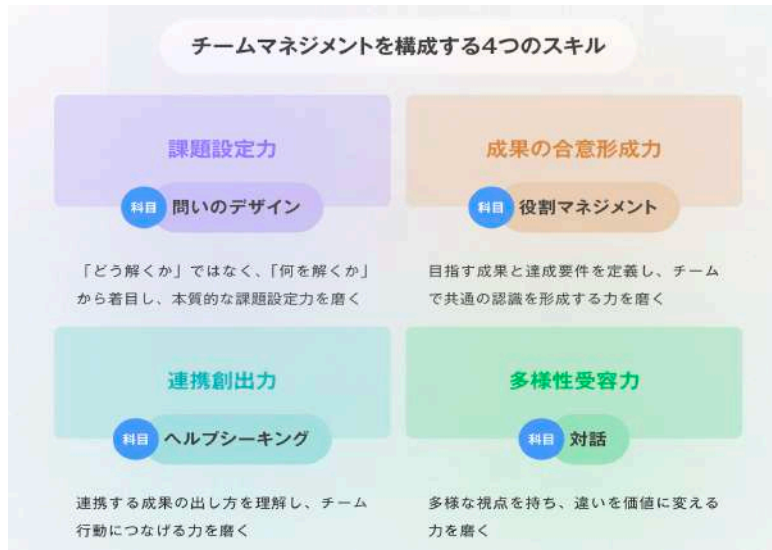 チームマネジメントを構成する4つのスキル
課題設定力
科目 問いのデザイン
「どう解くか」ではなく、「何を解くか」
から着目し、本質的な課題設定力を磨く
成果の合意形成力
科目 役割マネジメント
目指す成果と達成要件を定義し、チーム
で共通の認識を形成する力を磨く
連携創出力
科目 ヘルプシーキング
連携する成果の出し方を理解し、チーム
行動につなげる力を磨く
多様性受容力
科目 対話
多様な視点を持ち、違いを価値に変える
力を磨く